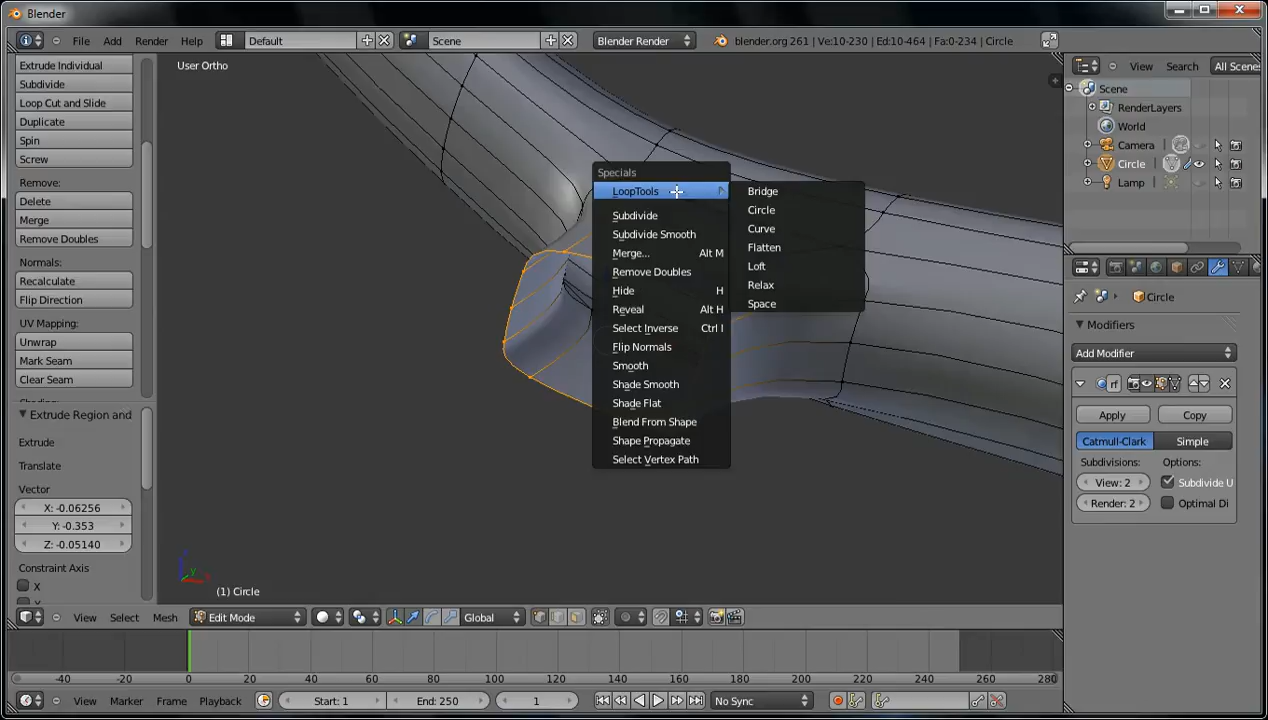 Blender
File Add Render Help Default Scene Blender Render blender.org 261 | Ve:10-230 | Ed:10-464 | Fa:0-234 | Circle
User Ortho
Extrude Individual
Subdivide
Loop Cut and Slide
Duplicate
Spin
Screw
Remove:
Delete
Merge
Remove Doubles
Normals:
Recalculate
Flip Direction
UV Mapping:
Unwrap
Mark Seam
Clear Seam
Extrude Region and
Extrude
Translate
Vector
X: -0.06256
Y: -0.353
Z: -0.05140
Constraint Axis
X
Specials
LoopTools
Subdivide
Subdivide Smooth
Merge... Alt M
Remove Doubles
Hide H
Reveal Alt H
Select Inverse Ctrl I
Flip Normals
Smooth
Shade Smooth
Shade Flat
Blend From Shape
Shape Propagate
Select Vertex Path
Bridge
Circle
Curve
Flatten
Loft
Relax
Space
(1) Circle
View Search All Scene
Scene
RenderLayers
World
Camera
Circle
Lamp
Circle
Modifiers
Add Modifier
rf
Apply Copy
Catmull-Clark Simple
Subdivisions: Options:
View: 2 Subdivide U
Render: 2 Optimal Di
View Select Mesh Edit Mode Global
-40 -20 0 20 40 60 80 100 120 140 160 180 200 220 240 260 280
View Marker Frame Playback Start: 1 End: 250 1 No Sync